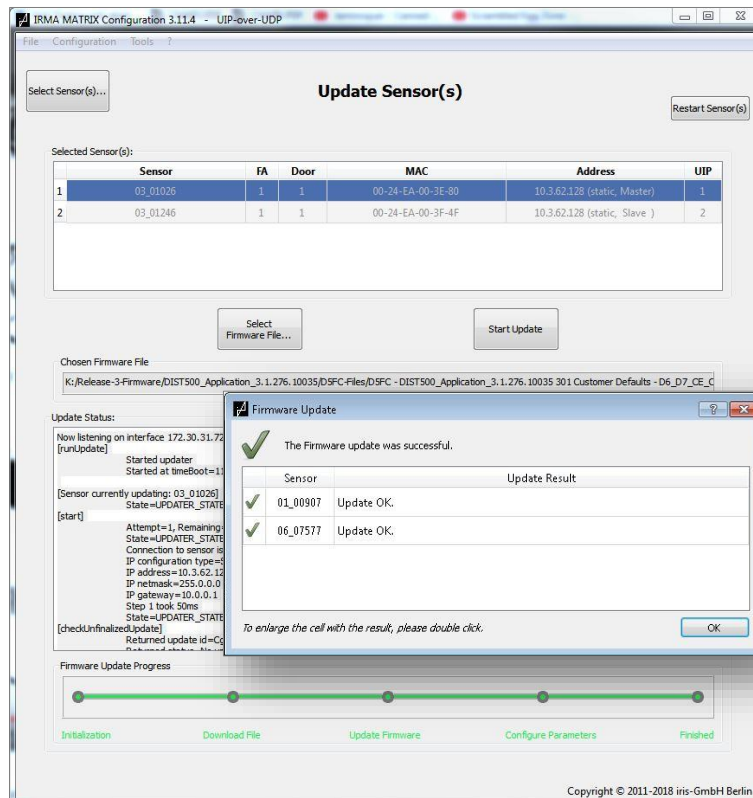 IRMA MATRIX Configuration 3.11.4 - UIP-over-UDP
File Configuration Tools ?
Select Sensor(s)...
Update Sensor(s)
Restart Sensor(s)
Selected Sensor(s):
Sensor FA Door MAC Address UIP
1 03_01026 1 1 00-24-EA-00-3E-80 10.3.62.128 (static, Master) 1
2 03_01246 1 1 00-24-EA-00-3F-4F 10.3.62.128 (static, Slave ) 2
Select
Firmware File...
Start Update
Chosen Firmware File
K:/Release-3-Firmware/DIST500_Application_3.1.276.10035/D5FC-Files/D5FC - DIST500_Application_3.1.276.10035 301 Customer Defaults - D6_D7_CE_C
Update Status:
Now listening on interface 172.30.31.72
[runUpdate]
Started updater
Started at timeBoot=11
[Sensor currently updating: 03_01026]
State=UPDATER_STATE
[start]
Attempt=1, Remaining
State=UPDATER_STATE
Connection to sensor is
IP configuration type=S
IP address=10.3.62.12
IP netmask=255.0.0.0
IP gateway=10.0.0.1
Step 1 took 50ms
State=UPDATER_STATE
[checkUnfinalizedUpdate]
Returned update id=Cg
Firmware Update
The Firmware update was successful.
Sensor Update Result
01_00907 Update OK.
06_07577 Update OK.
To enlarge the cell with the result, please double click.
OK
Firmware Update Progress
Initialization Download File Update Firmware Configure Parameters Finished
Copyright © 2011-2018 iris-GmbH Berlin